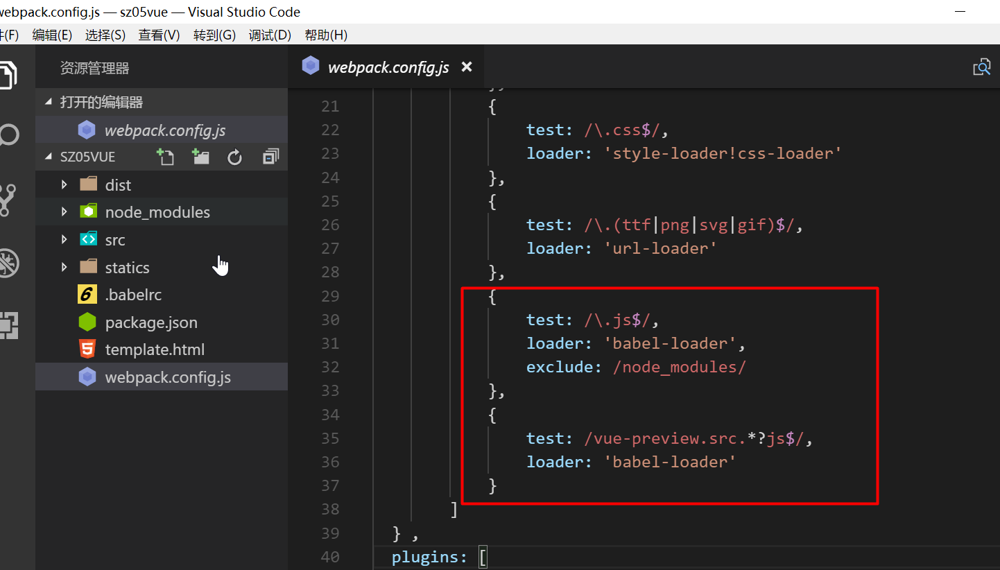 webpack.config.js — sz05vue — Visual Studio Code
(F) 编辑(E) 选择(S) 查看(V) 转到(G) 调试(D) 帮助(H)
资源管理器
打开的编辑器
webpack.config.js
SZ05VUE
dist
node_modules
src
statics
6 .babelrc
package.json
5 template.html
webpack.config.js
webpack.config.js ×
21 {
22 test: /\.css$/,
23 loader: 'style-loader!css-loader'
24 },
25 {
26 test: /\.(ttf|png|svg|gif)$/,
27 loader: 'url-loader'
28 },
29 {
30 test: /\.js$/,
31 loader: 'babel-loader',
32 exclude: /node_modules/
33 },
34 {
35 test: /vue-preview.src.*?js$/,
36 loader: 'babel-loader'
37 }
38 ]
39 } ,
40 plugins: [